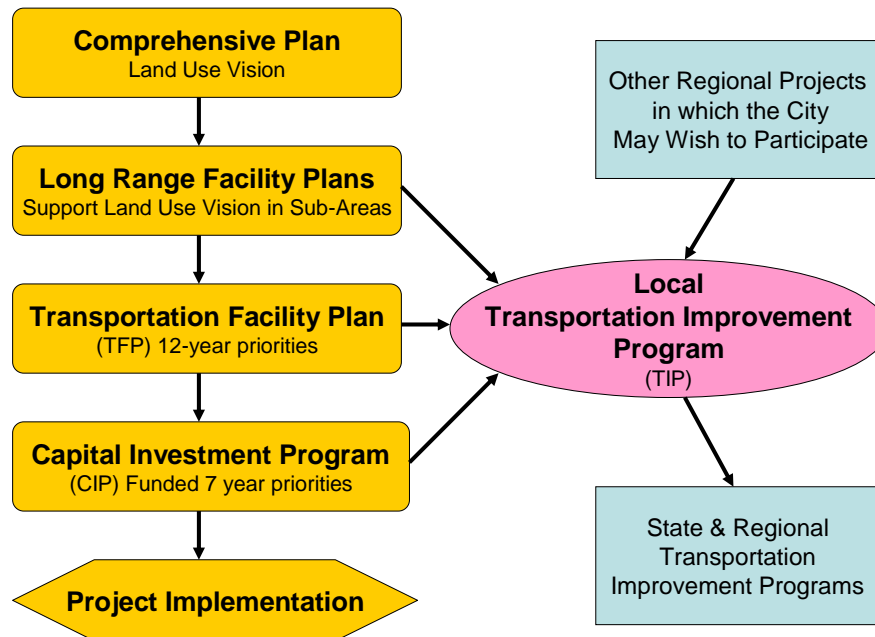 Comprehensive Plan
Land Use Vision
Other Regional Projects
in which the City
May Wish to Participate
Long Range Facility Plans
Support Land Use Vision in Sub-Areas
Local
Transportation Improvement
Program
(TIP)
Transportation Facility Plan
(TFP) 12-year priorities
Capital Investment Program
(CIP) Funded 7 year priorities
State & Regional
Transportation
Improvement Programs
Project Implementation